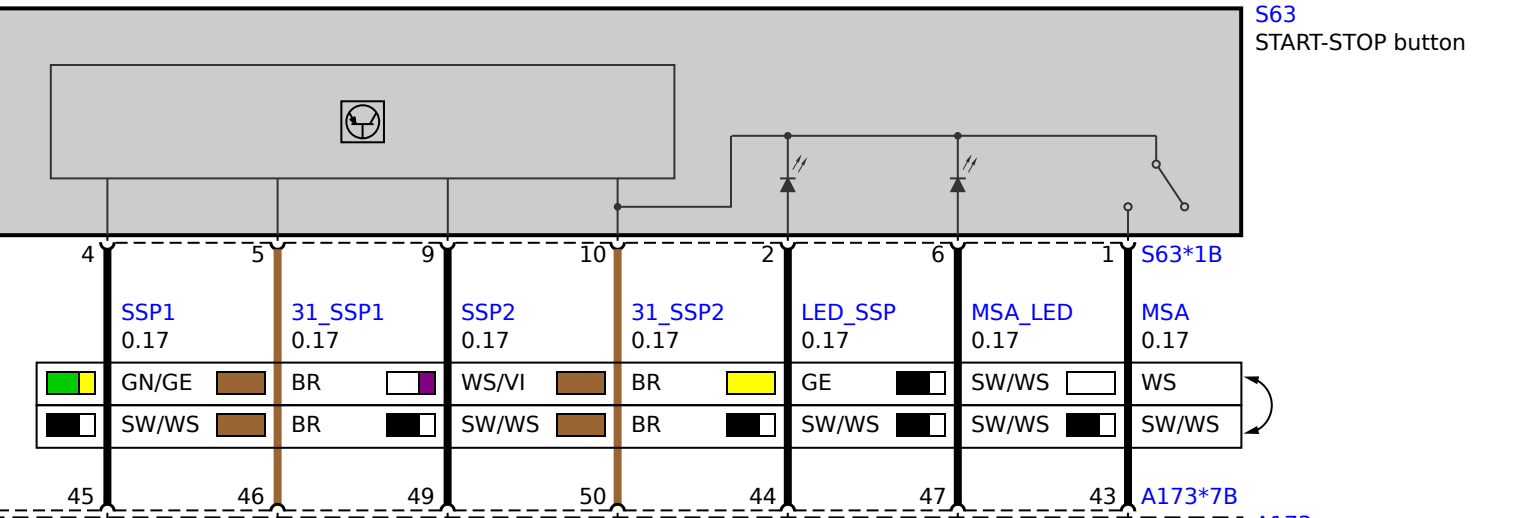 S63
START-STOP button
4 5 9 10 2 6 1 S63*1B
SSP1 31_SSP1 SSP2 31_SSP2 LED_SSP MSA_LED MSA
0.17 0.17 0.17 0.17 0.17 0.17 0.17
GN/GE BR WS/VI BR GE SW/WS WS
SW/WS BR SW/WS BR SW/WS SW/WS SW/WS
45 46 49 50 44 47 43 A173*7B